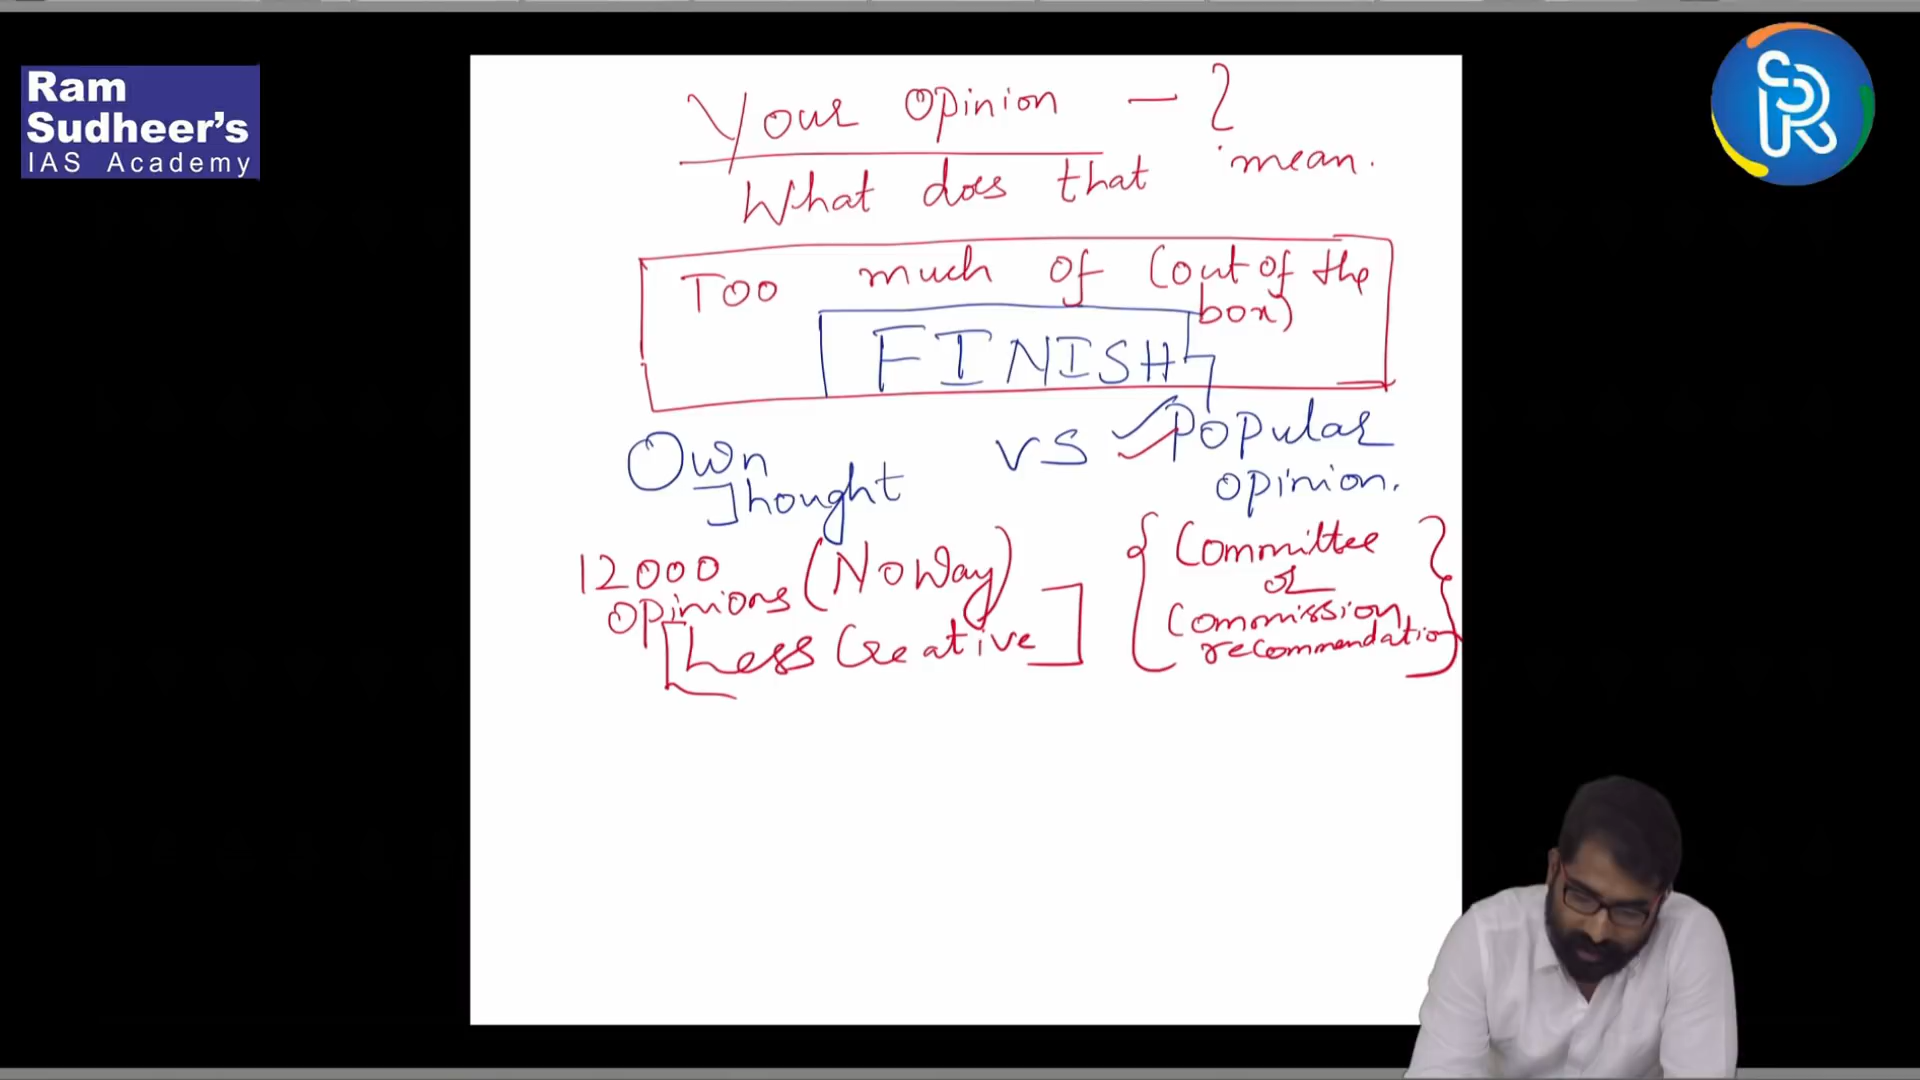 Ram
Sudheer's
IAS Academy
Your opinion - ?
What does that mean.
Too much of (out of the
box)
FINISH
Own VS Popular
Thought opinion.
12000 (No Way)
opinions
[Less Creative]
{Committee
or
Commission
recommendation}